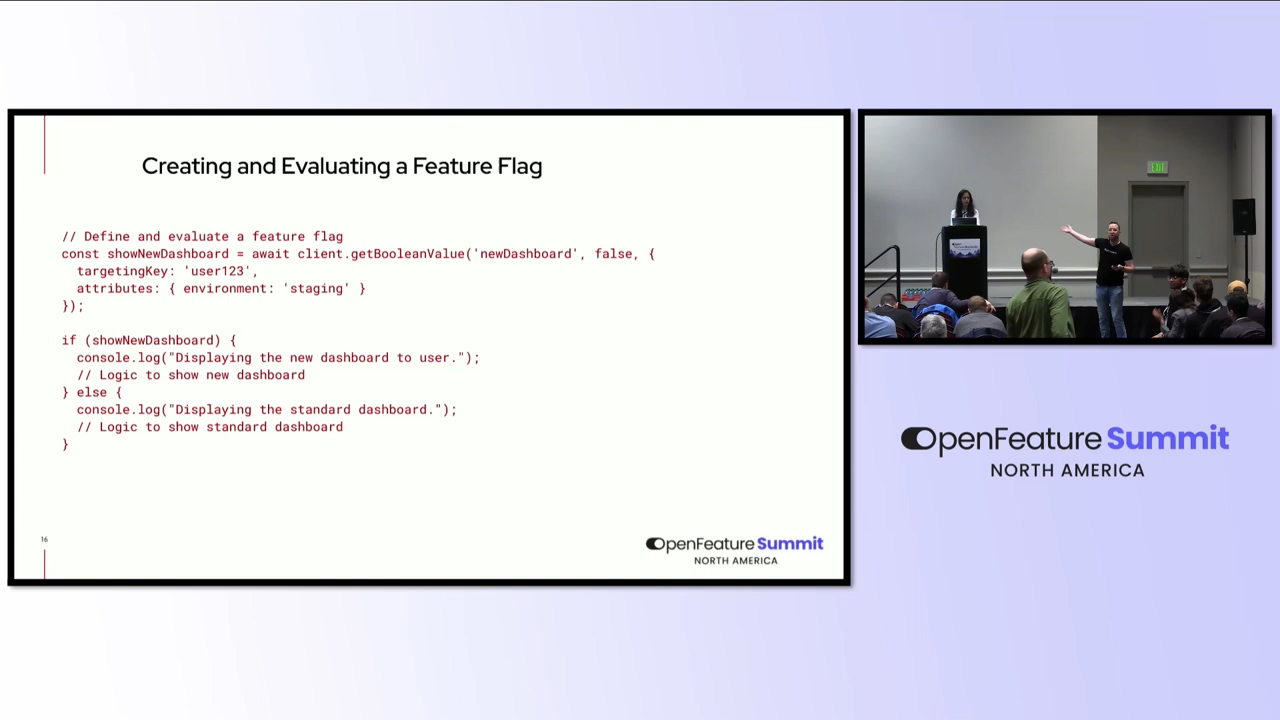 Creating and Evaluating a Feature Flag
// Define and evaluate a feature flag
const showNewDashboard = await client.getBooleanValue('newDashboard', false, {
  targetingKey: 'user123',
  attributes: { environment: 'staging' }
});
if (showNewDashboard) {
  console.log("Displaying the new dashboard to user.");
  // Logic to show new dashboard
} else {
  console.log("Displaying the standard dashboard.");
  // Logic to show standard dashboard
}
16
OpenFeature Summit
NORTH AMERICA
EXIT
OpenFeature Summit
NORTH AMERICA